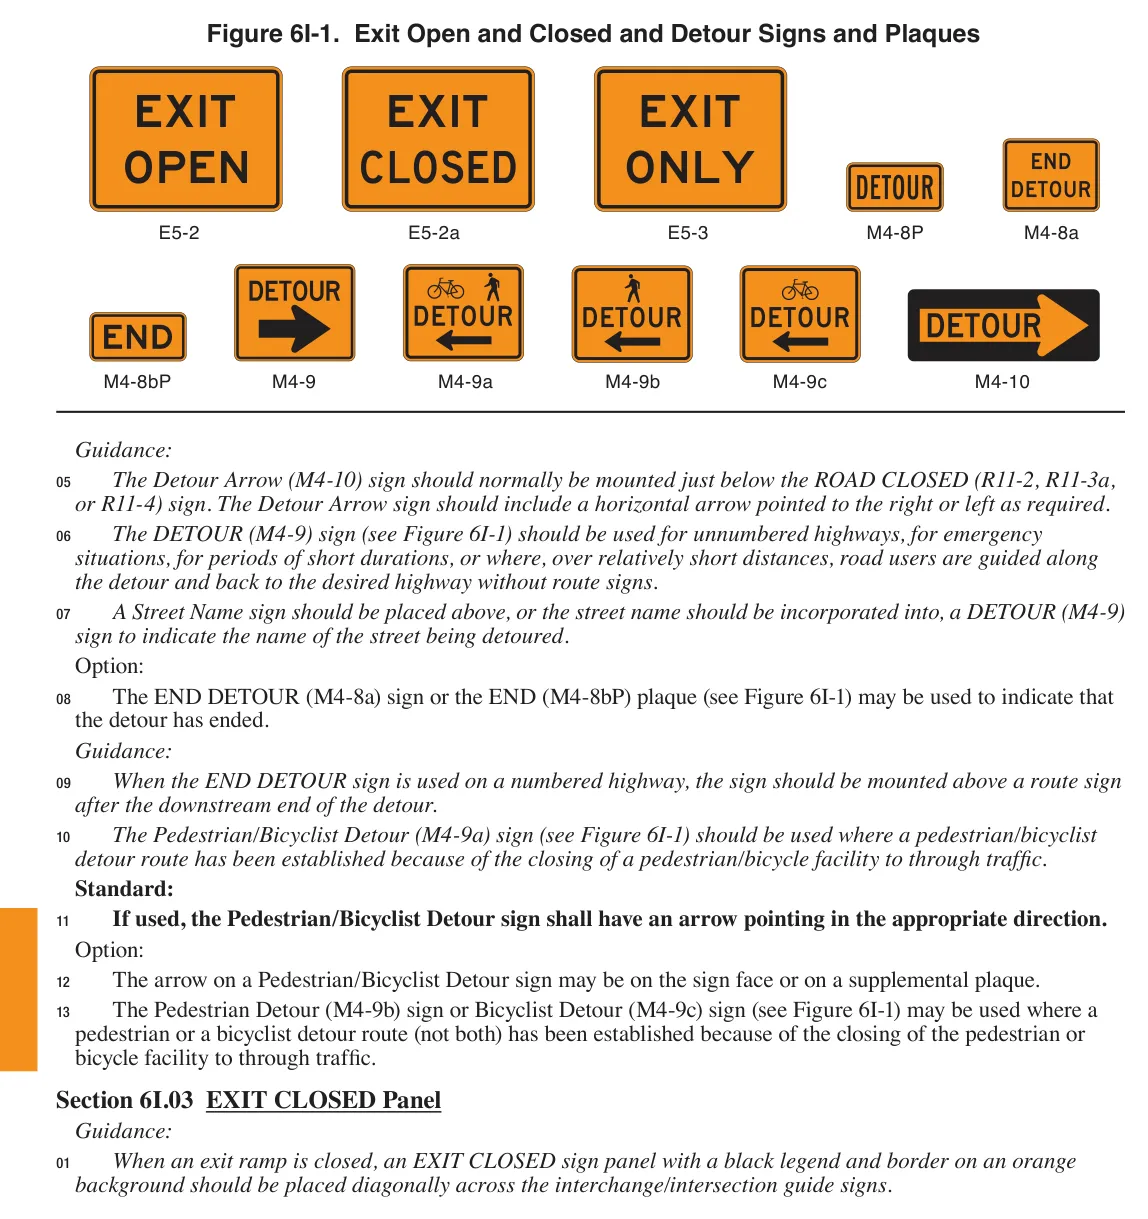 Figure 6I-1.  Exit Open and Closed and Detour Signs and Plaques
EXIT
OPEN
EXIT
CLOSED
EXIT
ONLY
DETOUR
END
DETOUR
E5-2
E5-2a
E5-3
M4-8P
M4-8a
END
DETOUR
DETOUR
DETOUR
DETOUR
DETOUR
M4-8bP
M4-9
M4-9a
M4-9b
M4-9c
M4-10
Guidance:
05 The Detour Arrow (M4-10) sign should normally be mounted just below the ROAD CLOSED (R11-2, R11-3a,
or R11-4) sign. The Detour Arrow sign should include a horizontal arrow pointed to the right or left as required.
06 The DETOUR (M4-9) sign (see Figure 6I-1) should be used for unnumbered highways, for emergency
situations, for periods of short durations, or where, over relatively short distances, road users are guided along
the detour and back to the desired highway without route signs.
07 A Street Name sign should be placed above, or the street name should be incorporated into, a DETOUR (M4-9)
sign to indicate the name of the street being detoured.
Option:
08 The END DETOUR (M4-8a) sign or the END (M4-8bP) plaque (see Figure 6I-1) may be used to indicate that
the detour has ended.
Guidance:
09 When the END DETOUR sign is used on a numbered highway, the sign should be mounted above a route sign
after the downstream end of the detour.
10 The Pedestrian/Bicyclist Detour (M4-9a) sign (see Figure 6I-1) should be used where a pedestrian/bicyclist
detour route has been established because of the closing of a pedestrian/bicycle facility to through traffic.
Standard:
11 If used, the Pedestrian/Bicyclist Detour sign shall have an arrow pointing in the appropriate direction.
Option:
12 The arrow on a Pedestrian/Bicyclist Detour sign may be on the sign face or on a supplemental plaque.
13 The Pedestrian Detour (M4-9b) sign or Bicyclist Detour (M4-9c) sign (see Figure 6I-1) may be used where a
pedestrian or a bicyclist detour route (not both) has been established because of the closing of the pedestrian or
bicycle facility to through traffic.
Section 6I.03  EXIT CLOSED Panel
Guidance:
01 When an exit ramp is closed, an EXIT CLOSED sign panel with a black legend and border on an orange
background should be placed diagonally across the interchange/intersection guide signs.